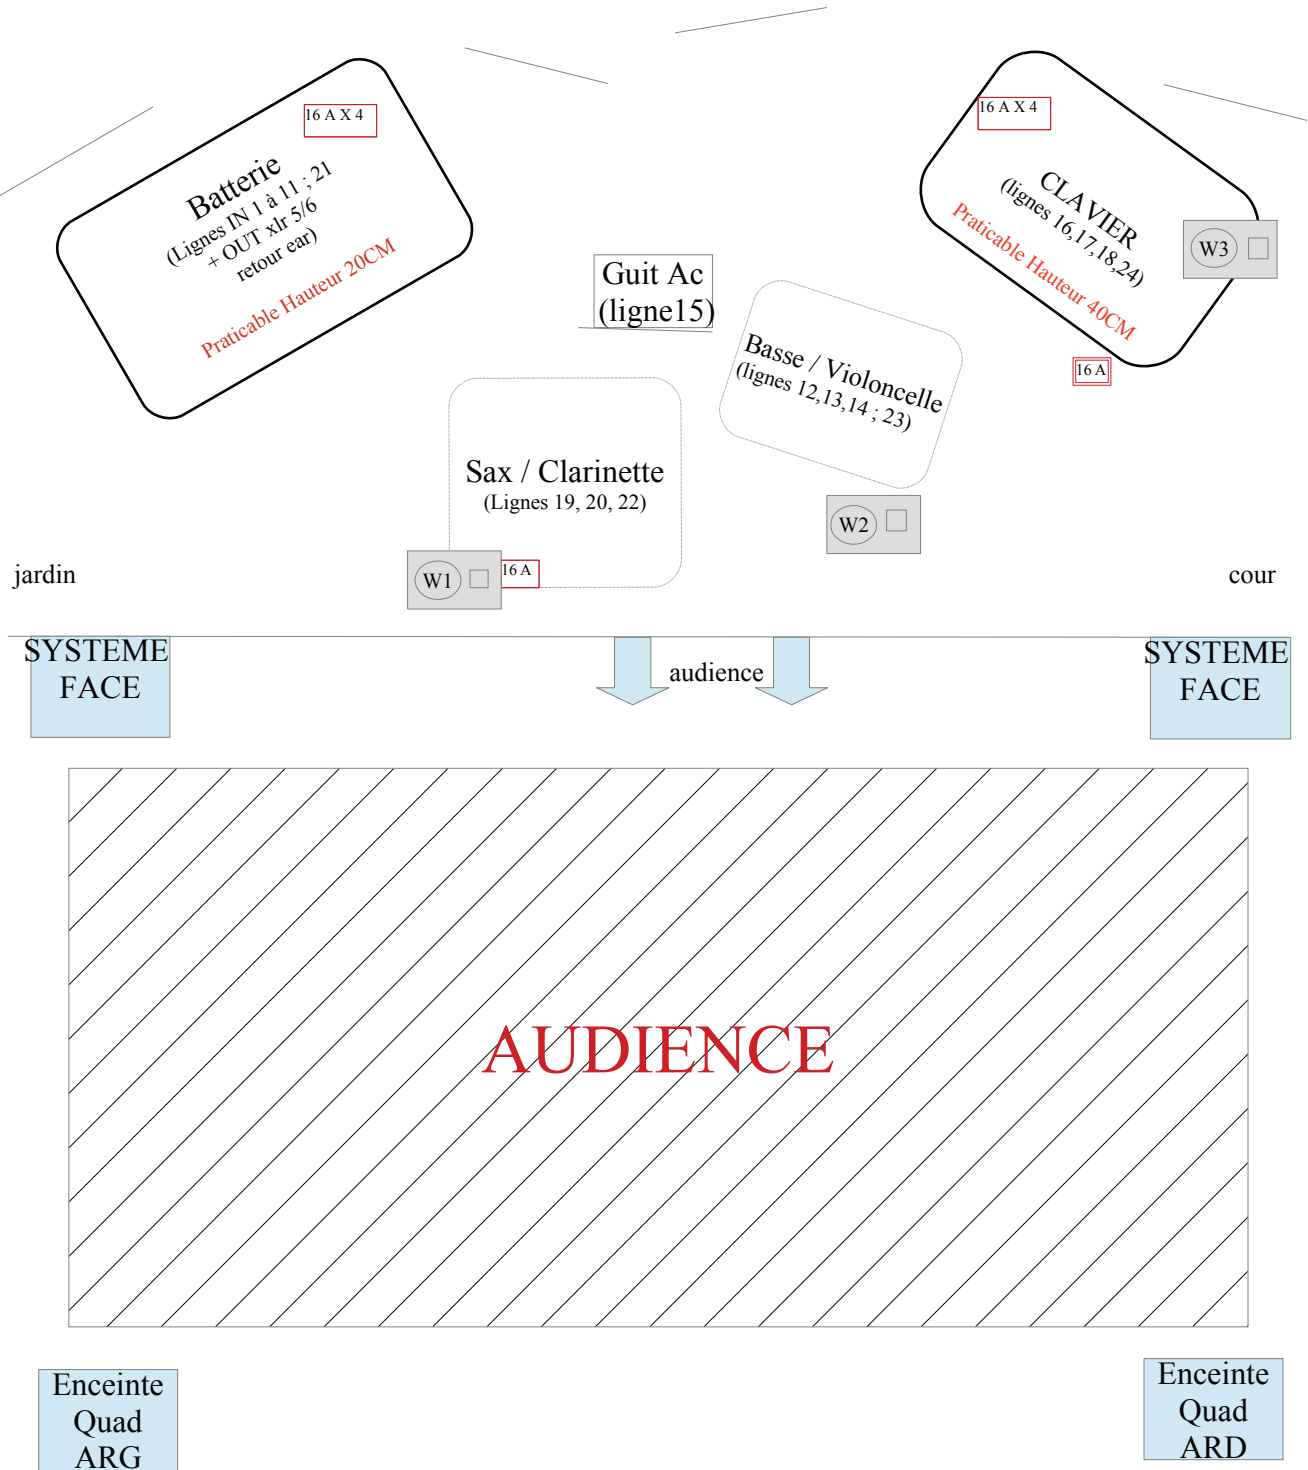 16 A X 4
Batterie
(Lignes IN 1 à 11 ; 21
+ OUT xlr 5/6
retour ear)
Praticable Hauteur 20CM
16 A X 4
CLAVIER
(lignes 16,17,18,24)
Praticable Hauteur 40CM
W3
Guit Ac
(ligne15)
Basse / Violoncelle
(lignes 12,13,14 ; 23)
16 A
Sax / Clarinette
(Lignes 19, 20, 22)
W2
W1
16 A
jardin
cour
SYSTEME
FACE
audience
SYSTEME
FACE
AUDIENCE
Enceinte
Quad
ARG
Enceinte
Quad
ARD